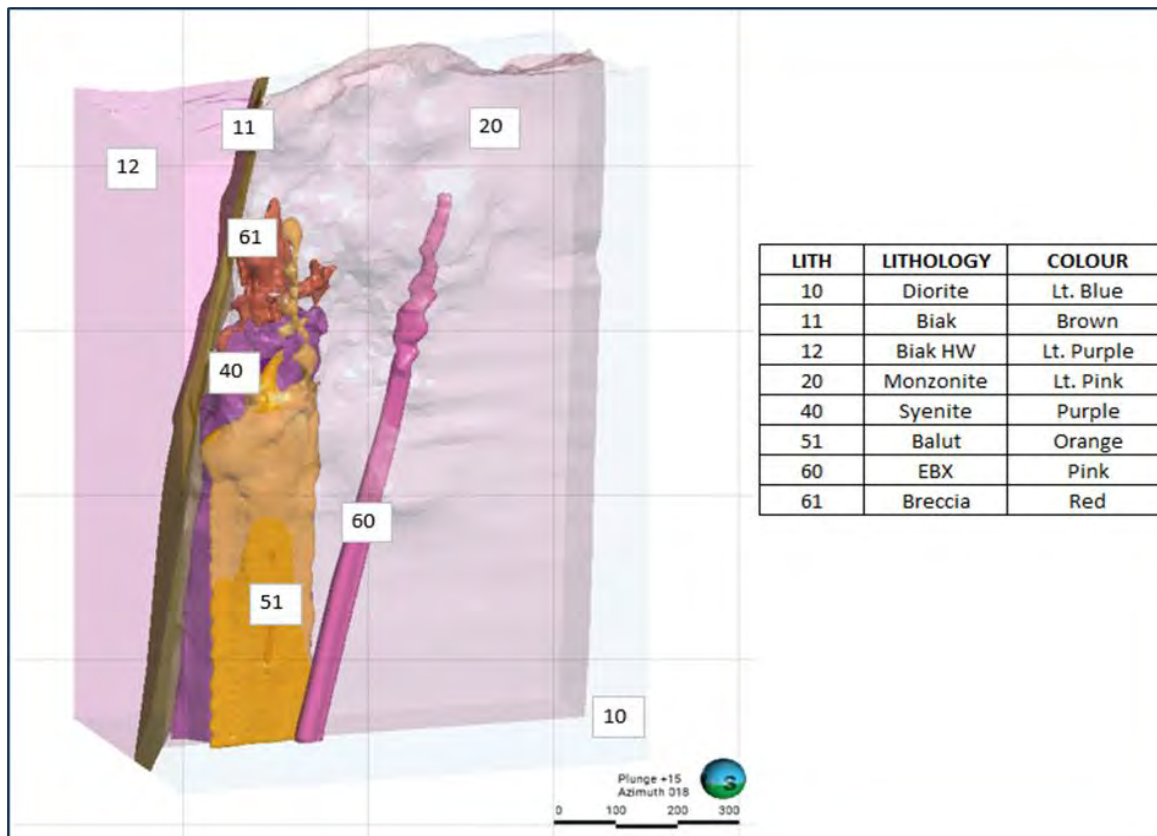 11
20
12
61
40
60
51
10
Plunge +15
Azimuth 018
S
0 100 200 300
LITH LITHOLOGY COLOUR
10 Diorite Lt. Blue
11 Biak Brown
12 Biak HW Lt. Purple
20 Monzonite Lt. Pink
40 Syenite Purple
51 Balut Orange
60 EBX Pink
61 Breccia Red